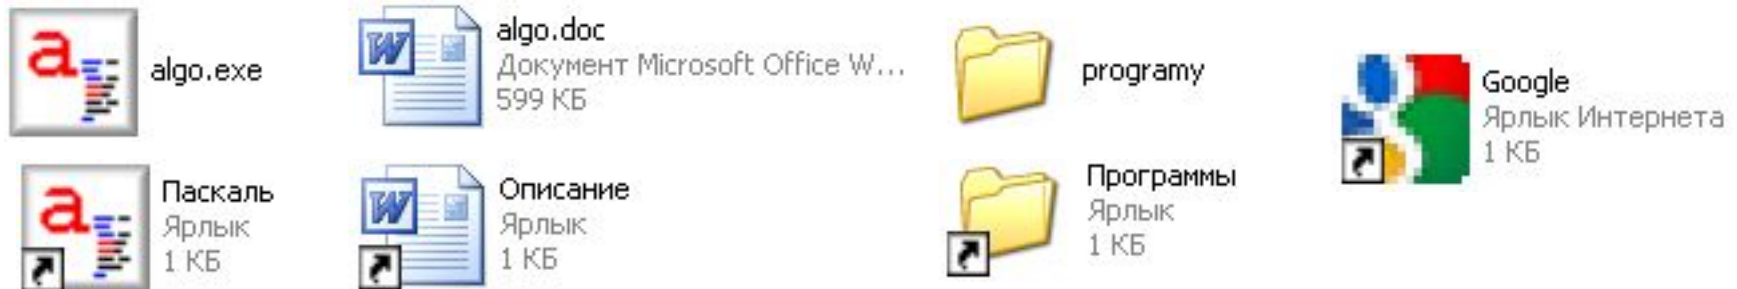 algo.exe
algo.doc
Документ Microsoft Office W...
599 КБ
programy
Google
Ярлык Интернета
1 КБ
Паскаль
Ярлык
1 КБ
Описание
Ярлык
1 КБ
Программы
Ярлык
1 КБ